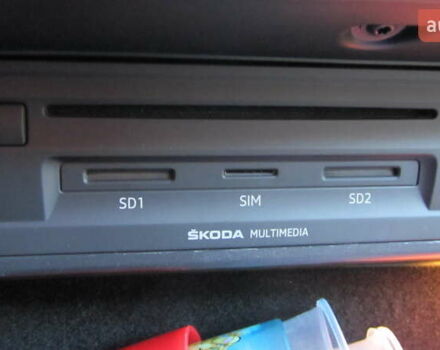 SD1 SIM SD2
ŠKODA MULTIMEDIA